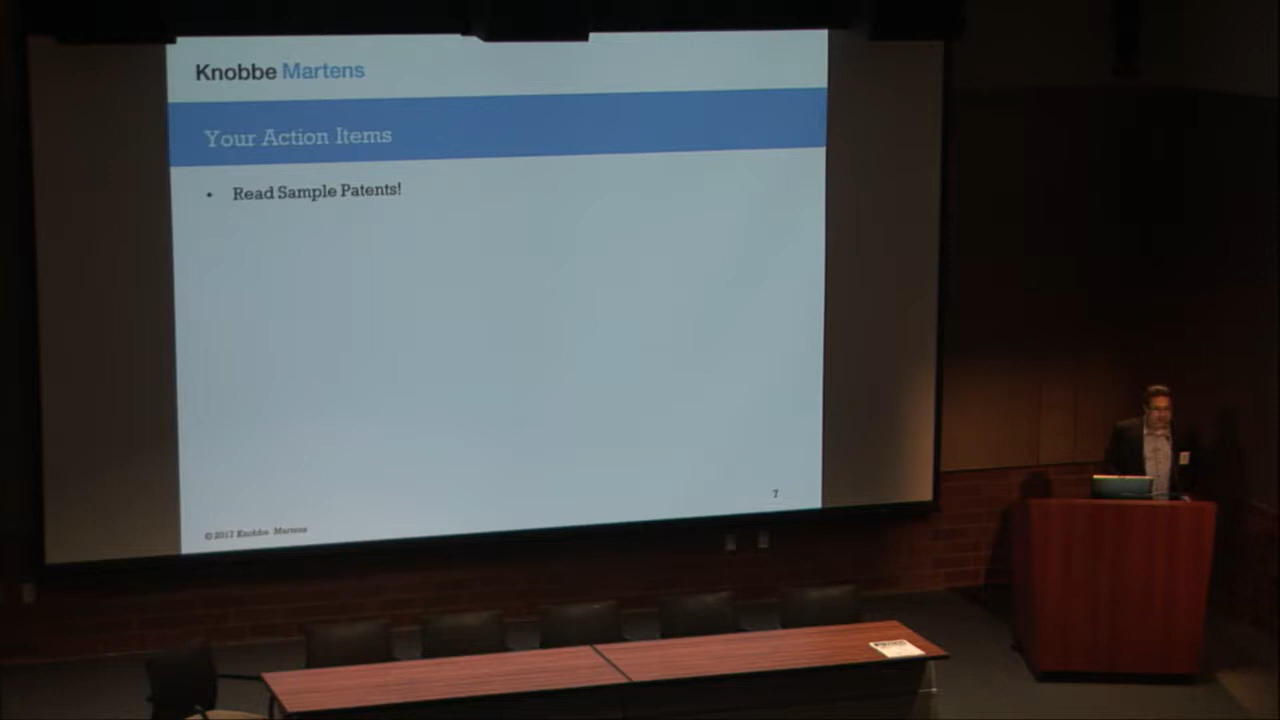 Knobbe Martens
Your Action Items
• Read Sample Patents!
7
© 2017 Knobbe Martens